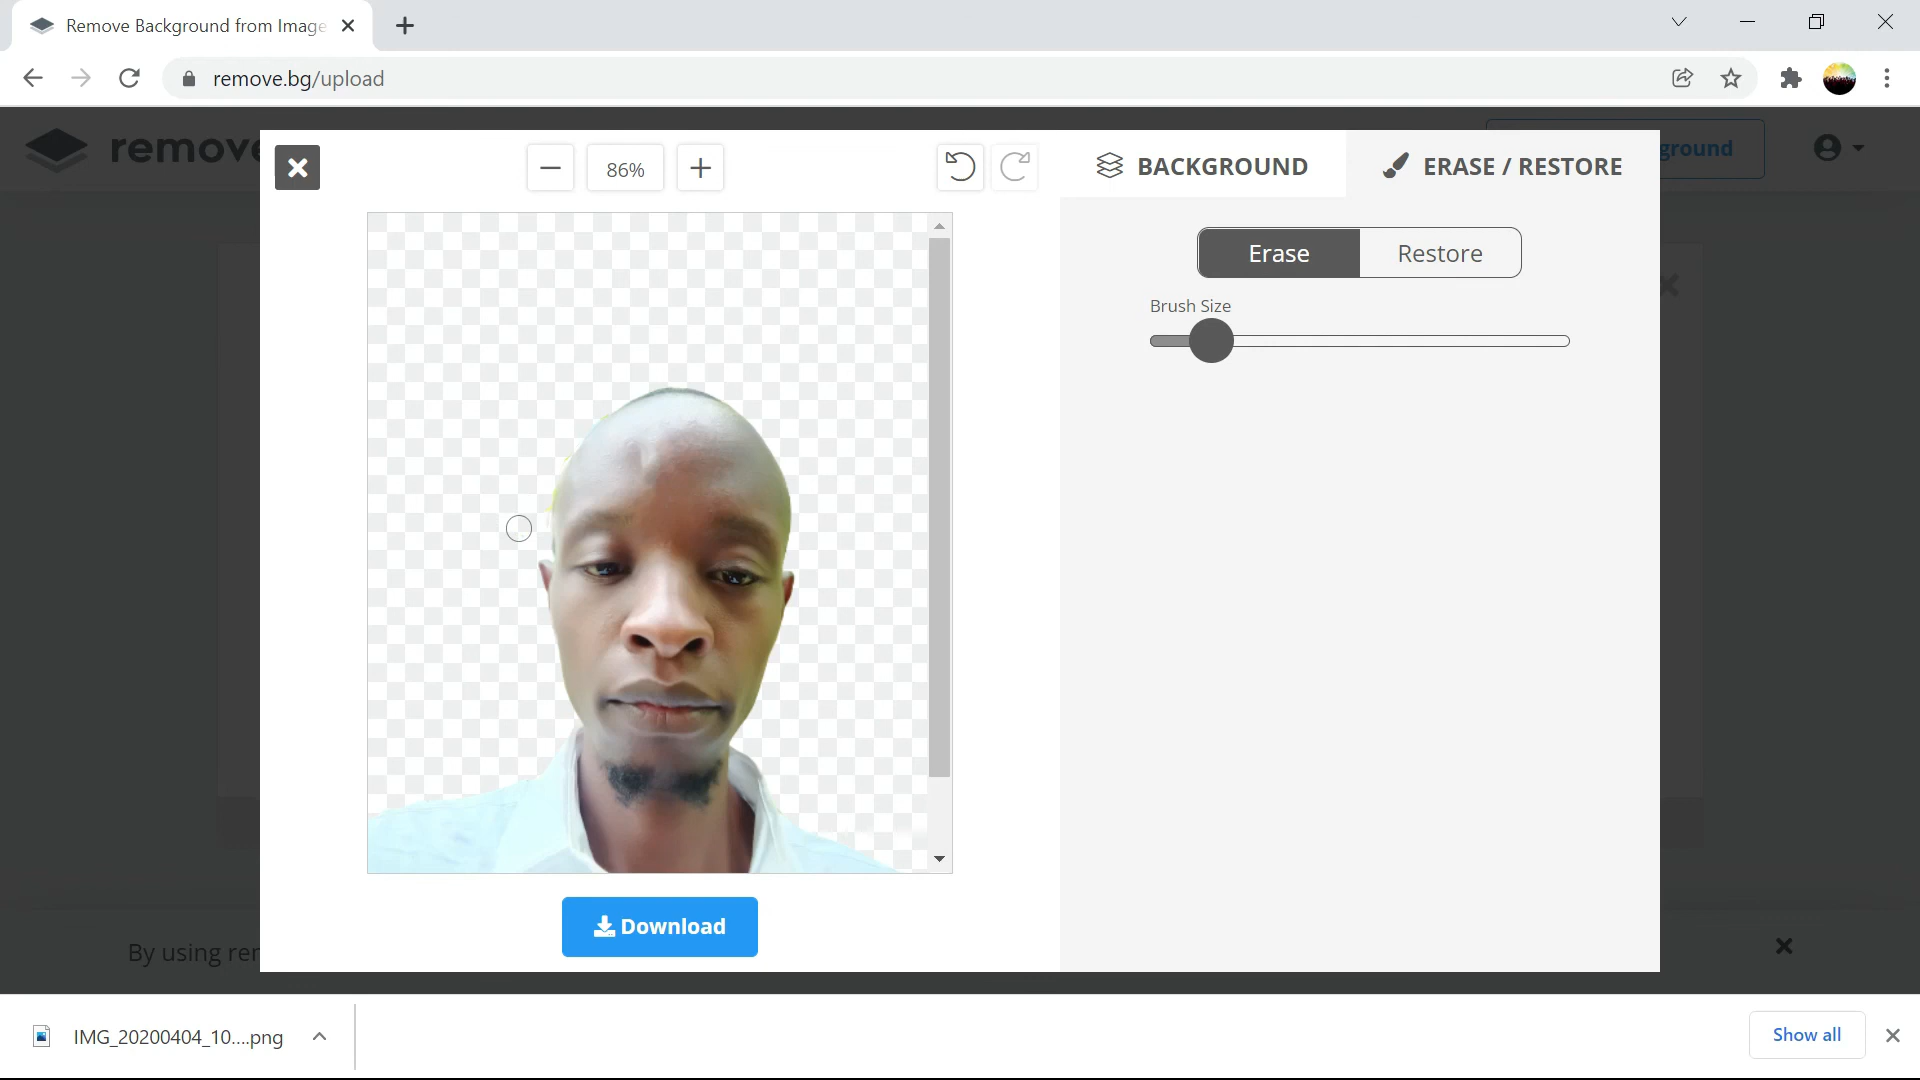 Remove Background from Image
remove.bg/upload
remove
ground
86%
BACKGROUND
ERASE / RESTORE
Erase
Restore
Brush Size
Download
By using rem
IMG_20200404_10....png
Show all